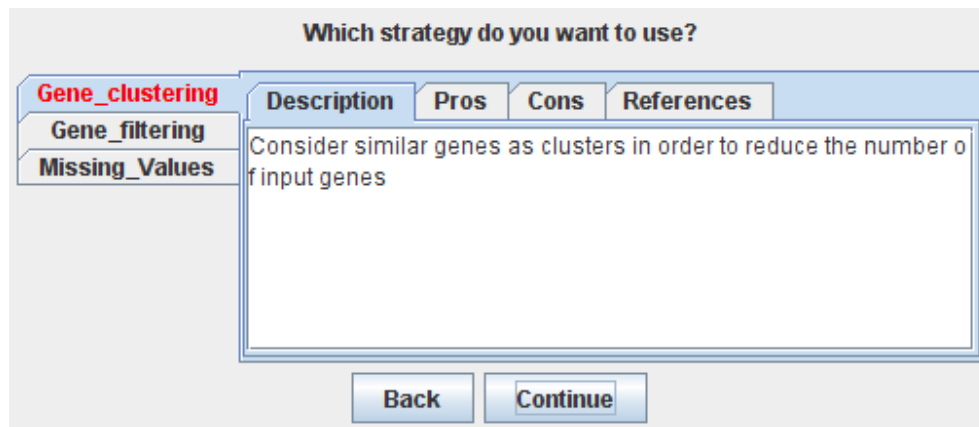 Which strategy do you want to use?
Gene_clustering
Gene_filtering
Missing_Values
Description Pros Cons References
Consider similar genes as clusters in order to reduce the number o
f input genes
Back Continue